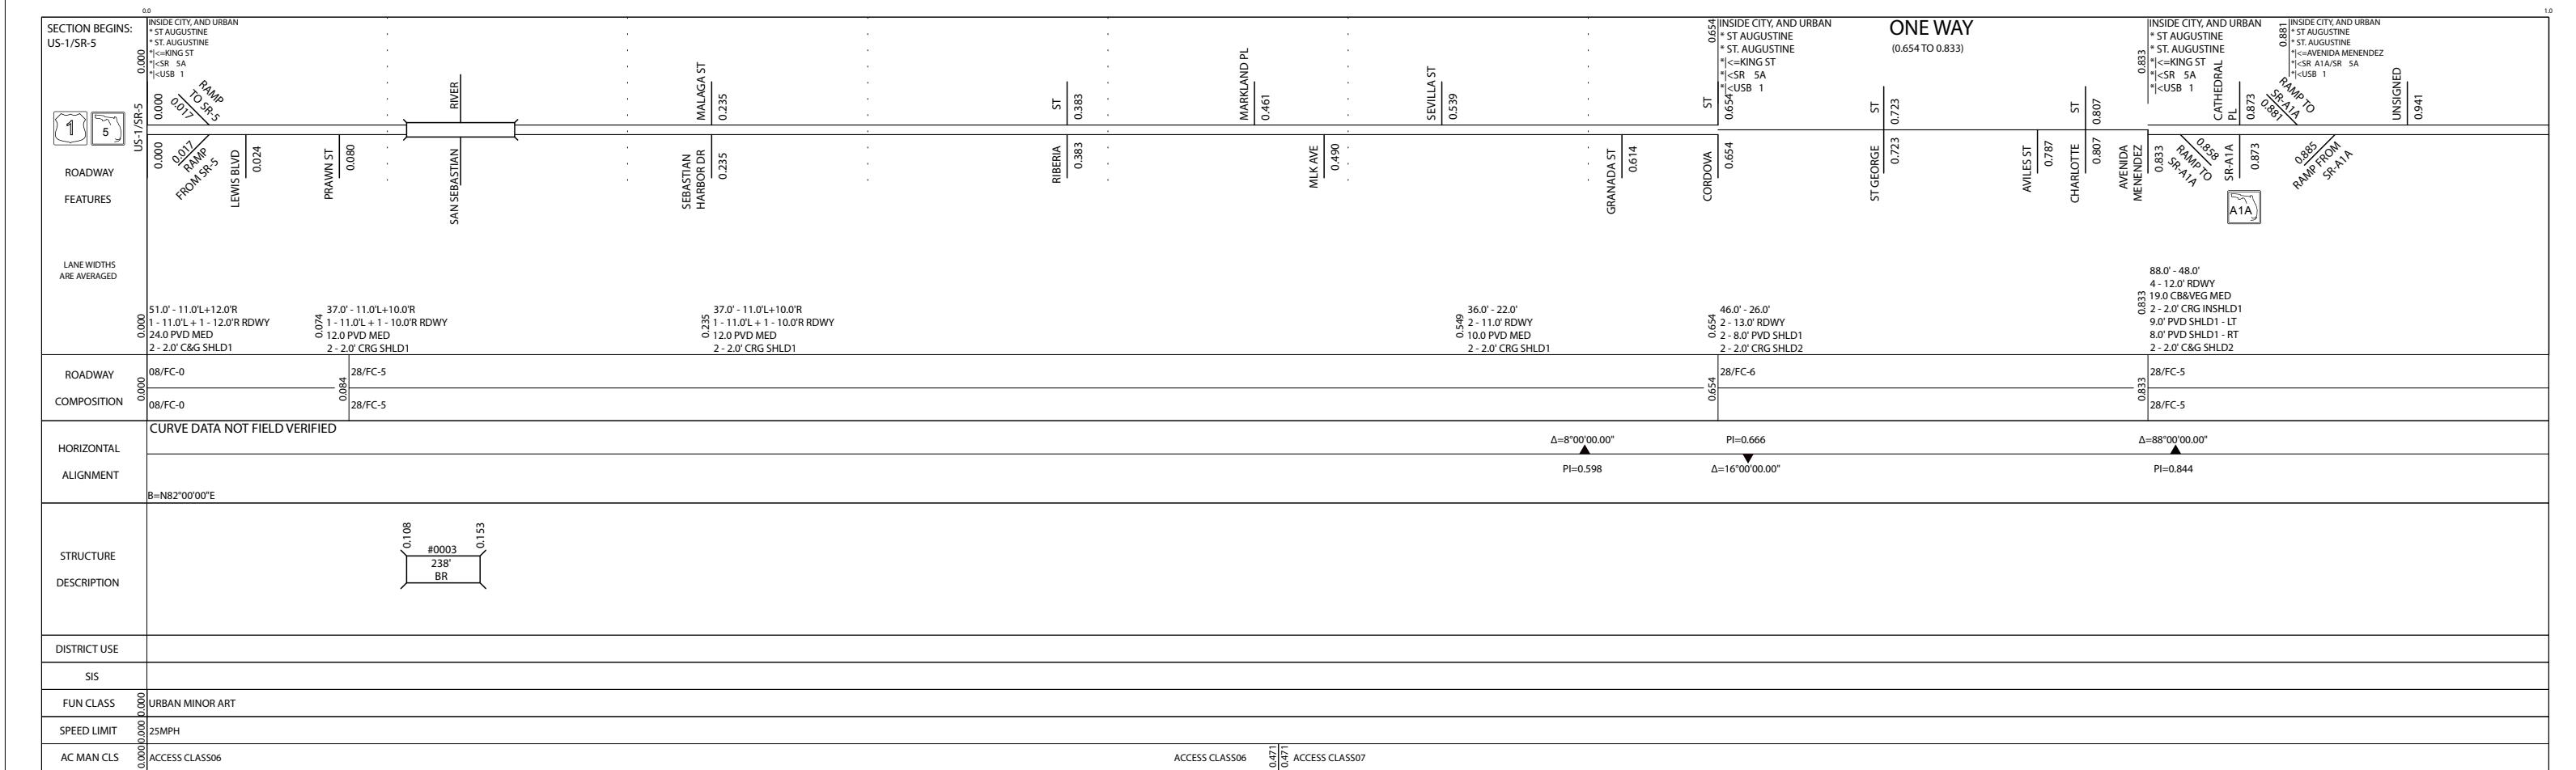 0.0
1.0
SECTION BEGINS:
US-1/SR-5
0.000
INSIDE CITY, AND URBAN
* ST AUGUSTINE
* ST. AUGUSTINE
*|<=KING ST
*|<SR 5A
*|<USB 1
0.654
INSIDE CITY, AND URBAN
* ST AUGUSTINE
* ST. AUGUSTINE
*|<=KING ST
*|<SR 5A
*|<USB 1
ONE WAY
(0.654 TO 0.833)
0.833
INSIDE CITY, AND URBAN
* ST AUGUSTINE
* ST. AUGUSTINE
*|<=KING ST
*|<SR 5A
*|<USB 1
0.881
INSIDE CITY, AND URBAN
* ST AUGUSTINE
* ST. AUGUSTINE
*|<=AVENIDA MENENDEZ
*|<SR A1A/SR 5A
*|<USB 1
1
5
US-1/SR-5
0.000
RAMP
TO SR-5
0.017
RIVER
MALAGA ST
0.235
ST
0.383
MARKLAND PL
0.461
SEVILLA ST
0.539
ST
0.654
ST
0.723
ST
0.807
CATHEDRAL
PL
0.873
RAMP TO
SR-A1A
0.881
UNSIGNED
0.941
ROADWAY
FEATURES
0.000
0.017
RAMP
FROM SR-5
LEWIS BLVD
0.024
PRAWN ST
0.080
SAN SEBASTIAN
SEBASTIAN
HARBOR DR
0.235
RIBERIA
0.383
MLK AVE
0.490
GRANADA ST
0.614
CORDOVA
0.654
ST GEORGE
0.723
AVILES ST
0.787
CHARLOTTE
0.807
AVENIDA
MENENDEZ
0.833
0.858
RAMP TO
SR-A1A
SR-A1A
0.873
A1A
0.885
RAMP FROM
SR-A1A
LANE WIDTHS
ARE AVERAGED
0.000
51.0' - 11.0'L+12.0'R
1 - 11.0'L + 1 - 12.0'R RDWY
24.0 PVD MED
2 - 2.0' C&G SHLD1
0.074
37.0' - 11.0'L+10.0'R
1 - 11.0'L + 1 - 10.0'R RDWY
12.0 PVD MED
2 - 2.0' CRG SHLD1
0.235
37.0' - 11.0'L+10.0'R
1 - 11.0'L + 1 - 10.0'R RDWY
12.0 PVD MED
2 - 2.0' CRG SHLD1
0.549
36.0' - 22.0'
2 - 11.0' RDWY
10.0 PVD MED
2 - 2.0' CRG SHLD1
0.654
46.0' - 26.0'
2 - 13.0' RDWY
2 - 8.0' PVD SHLD1
2 - 2.0' CRG SHLD2
0.833
88.0' - 48.0'
4 - 12.0' RDWY
19.0 CB&VEG MED
2 - 2.0' CRG INSHLD1
9.0' PVD SHLD1 - LT
8.0' PVD SHLD1 - RT
2 - 2.0' C&G SHLD2
ROADWAY
COMPOSITION
0.000
08/FC-0
08/FC-0
0.084
28/FC-5
28/FC-5
0.654
28/FC-6
0.833
28/FC-5
28/FC-5
HORIZONTAL
ALIGNMENT
CURVE DATA NOT FIELD VERIFIED
B=N82°00'00"E
Δ=8°00'00.00"
PI=0.598
PI=0.666
Δ=16°00'00.00"
Δ=88°00'00.00"
PI=0.844
STRUCTURE
DESCRIPTION
0.108
0.153
#0003
238'
BR
DISTRICT USE
SIS
FUN CLASS
0.000
URBAN MINOR ART
SPEED LIMIT
0.000
25MPH
AC MAN CLS
0.000
ACCESS CLASS06
ACCESS CLASS06
0.471
0.471
ACCESS CLASS07